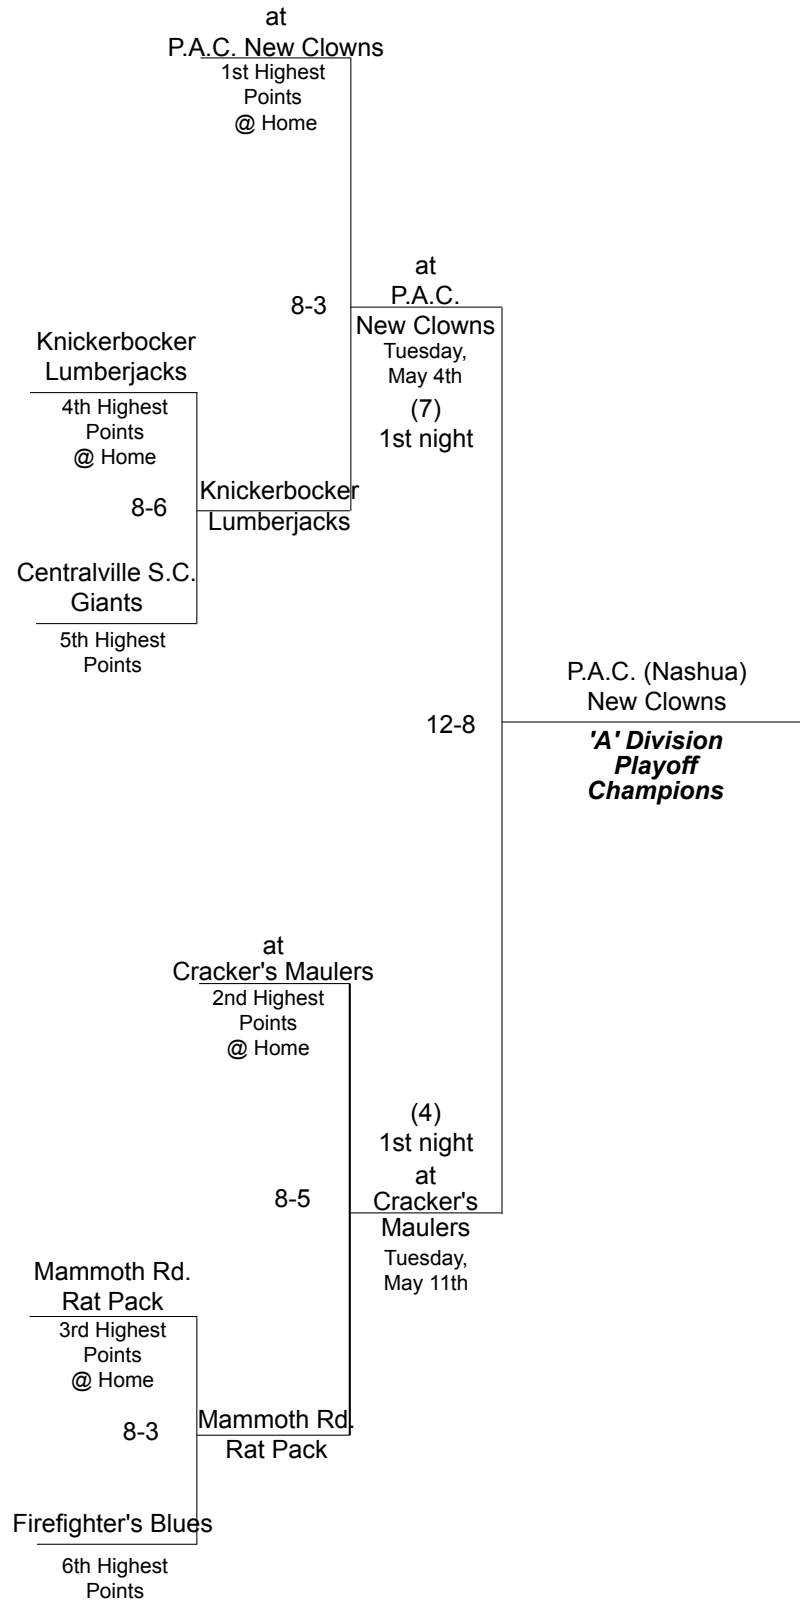 at
P.A.C. New Clowns
1st Highest
Points
@ Home
8-3
at
P.A.C.
New Clowns
Tuesday,
May 4th
(7)
1st night
Knickerbocker
Lumberjacks
4th Highest
Points
@ Home
8-6
Knickerbocker
Lumberjacks
Centralville S.C.
Giants
5th Highest
Points
12-8
P.A.C. (Nashua)
New Clowns
'A' Division
Playoff
Champions
at
Cracker's Maulers
2nd Highest
Points
@ Home
8-5
(4)
1st night
at
Cracker's
Maulers
Tuesday,
May 11th
Mammoth Rd.
Rat Pack
3rd Highest
Points
@ Home
8-3
Mammoth Rd.
Rat Pack
Firefighter's Blues
6th Highest
Points